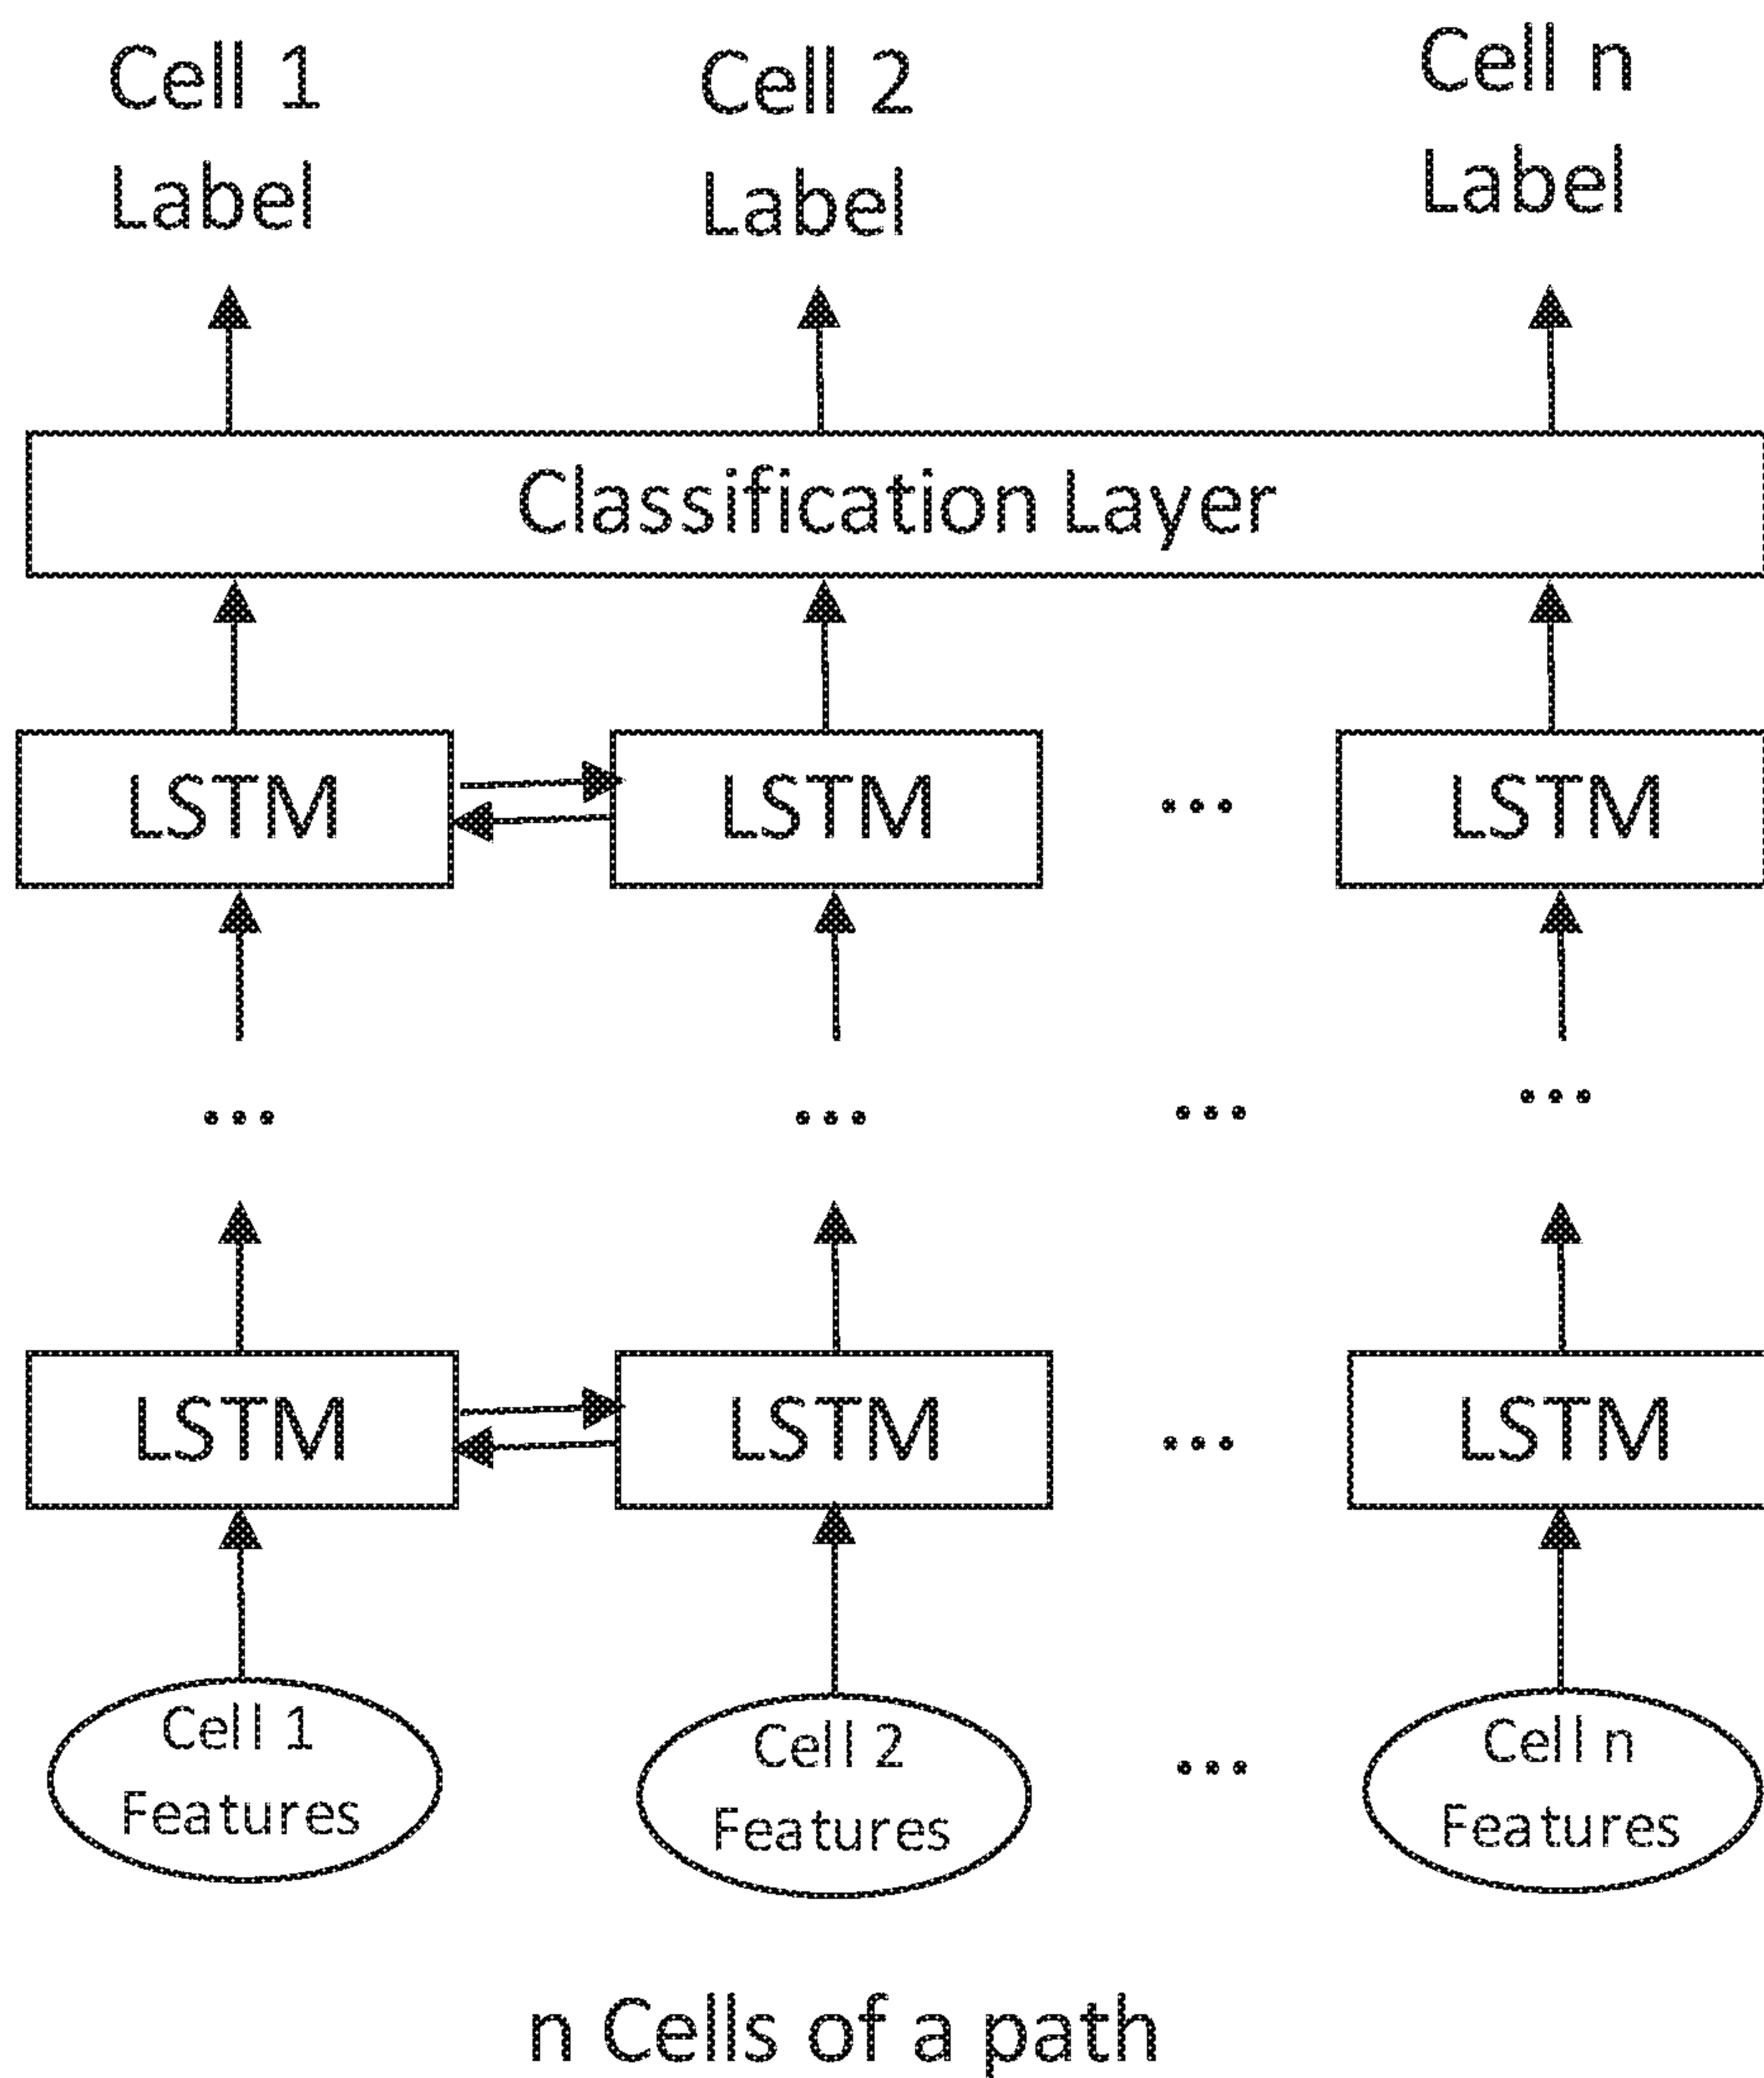 Cell 1
Label
Cell 2
Label
Cell n
Label
Classification Layer
LSTM
LSTM
...
LSTM
...
...
...
...
LSTM
LSTM
...
LSTM
Cell 1
Features
Cell 2
Features
...
Cell n
Features
n Cells of a path